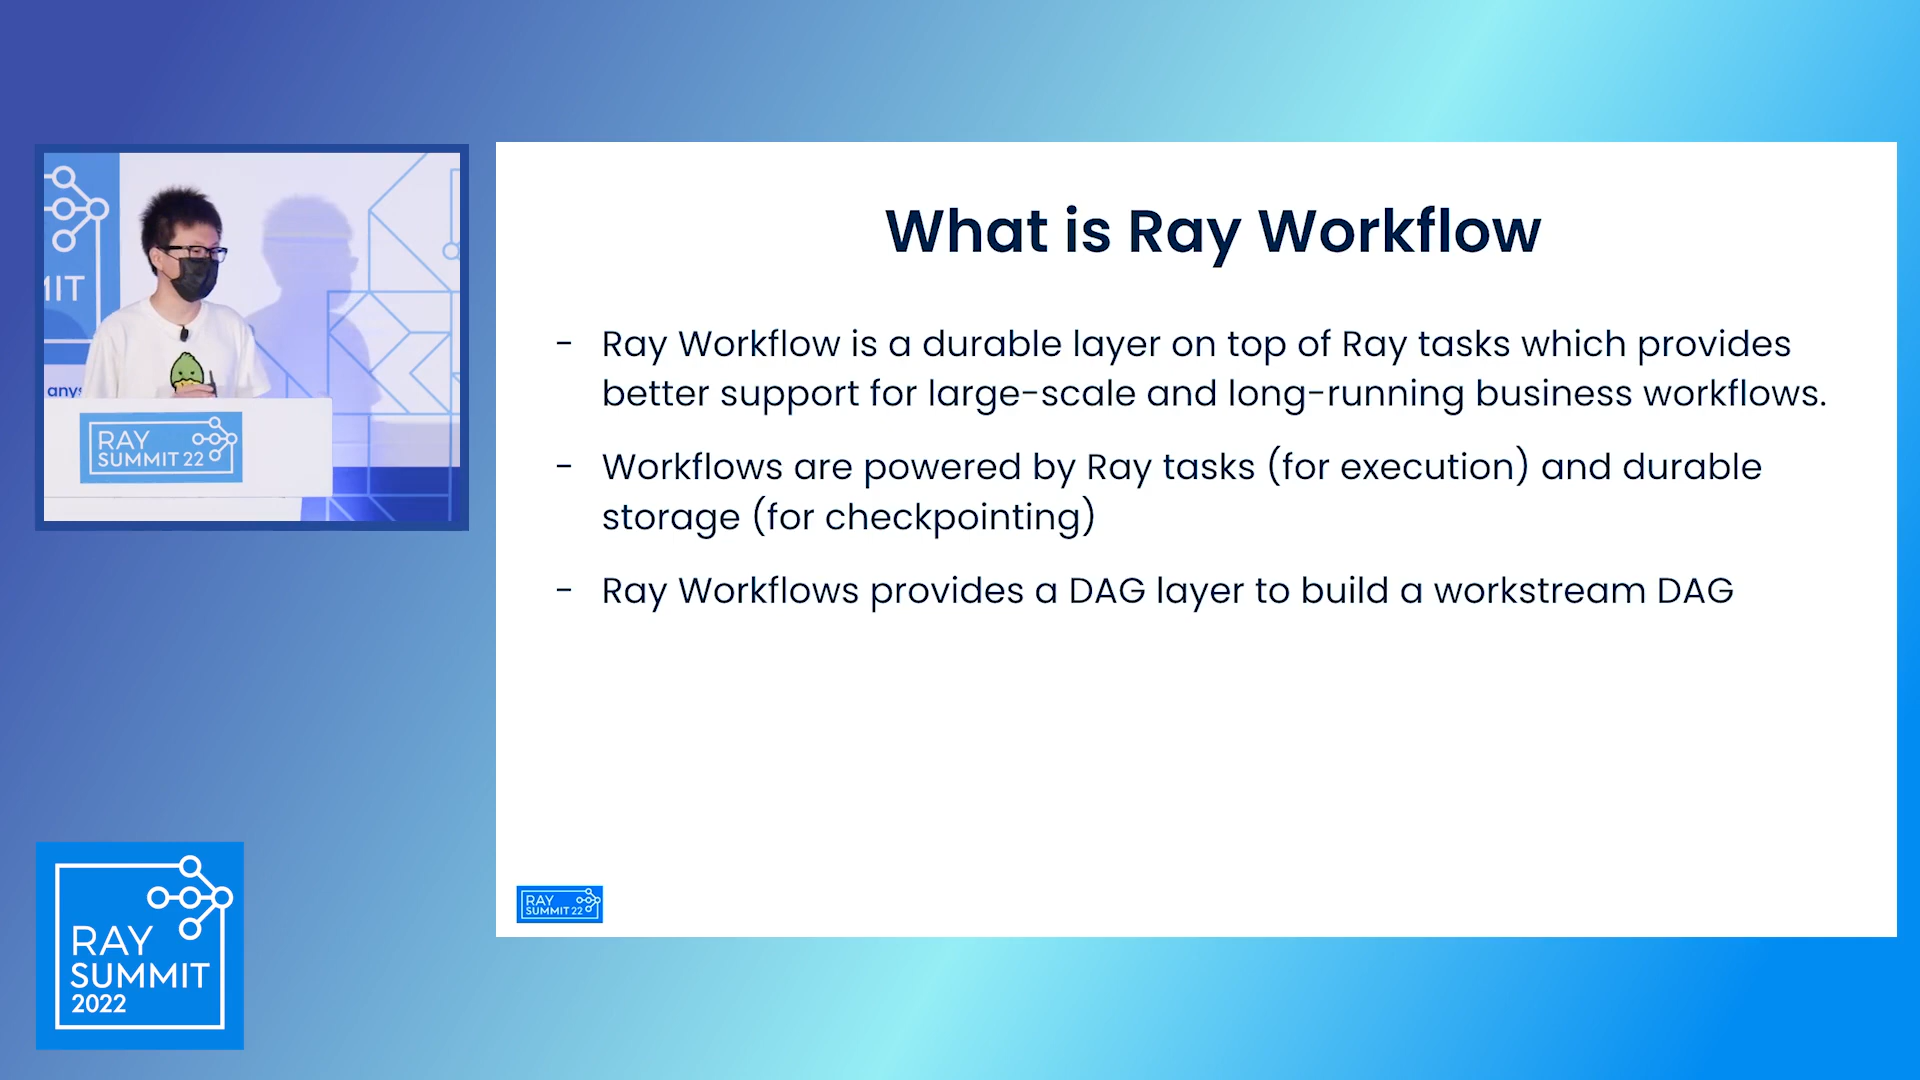 MIT
anys
RAY
SUMMIT 22
RAY
SUMMIT
2022
What is Ray Workflow
- Ray Workflow is a durable layer on top of Ray tasks which provides
better support for large-scale and long-running business workflows.
- Workflows are powered by Ray tasks (for execution) and durable
storage (for checkpointing)
- Ray Workflows provides a DAG layer to build a workstream DAG
RAY
SUMMIT 22